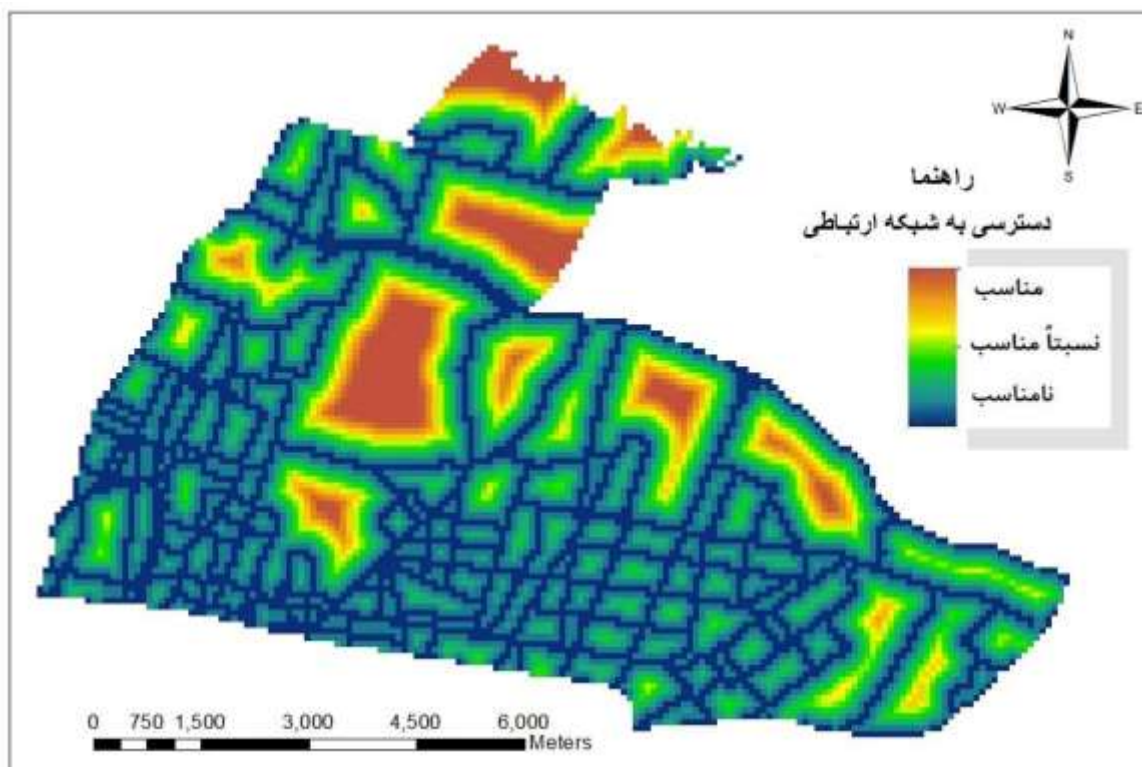 N
W E
S
راهنما
دسترسی به شبکه ارتباطی
مناسب
نسبتاً مناسب
نامناسب
0 750 1,500 3,000 4,500 6,000
Meters